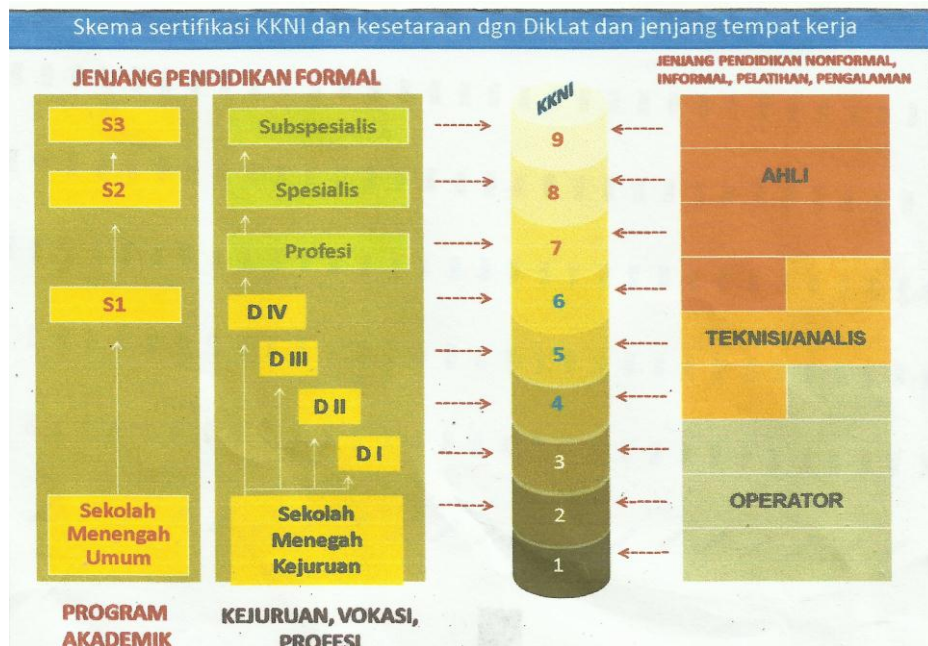 Skema sertifikasi KKNI dan kesetaraan dgn DikLat dan jenjang tempat kerja
JENJANG PENDIDIKAN FORMAL
JENJANG PENDIDIKAN NONFORMAL,
INFORMAL, PELATIHAN, PENGALAMAN
S3
S2
S1
Sekolah
Menengah
Umum
PROGRAM
AKADEMIK
Subspesialis
Spesialis
Profesi
D IV
D III
D II
D I
Sekolah
Menegah
Kejuruan
KEJURUAN, VOKASI,
PROFESI
KKNI
9
8
7
6
5
4
3
2
1
AHLI
TEKNISI/ANALIS
OPERATOR